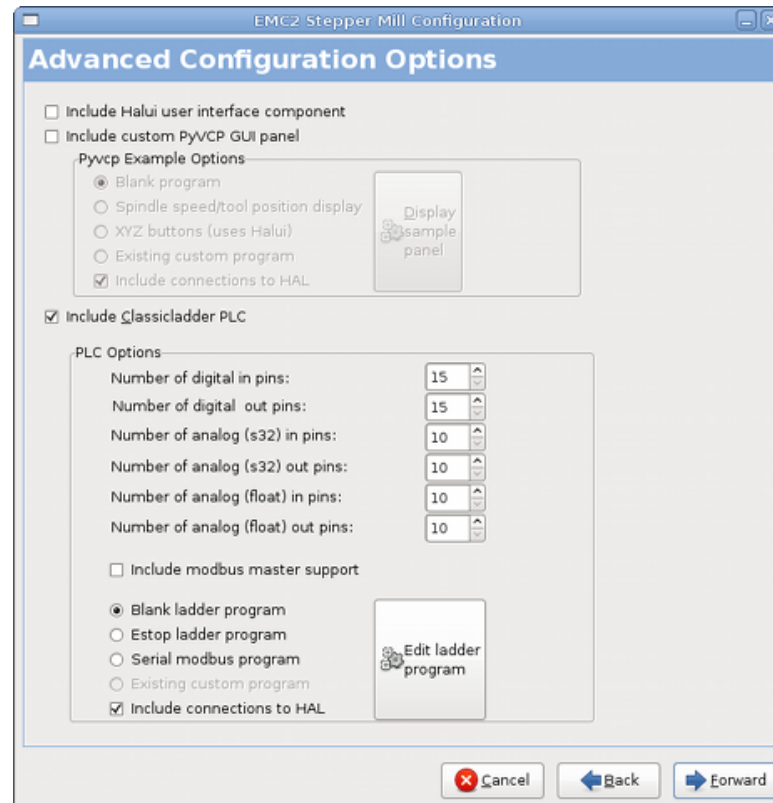 EMC2 Stepper Mill Configuration
Advanced Configuration Options
Include Halui user interface component
Include custom PyVCP GUI panel
Pyvcp Example Options
Blank program
Spindle speed/tool position display
XYZ buttons (uses Halui)
Existing custom program
Include connections to HAL
Display
sample
panel
Include Classicladder PLC
PLC Options
Number of digital in pins: 15
Number of digital out pins: 15
Number of analog (s32) in pins: 10
Number of analog (s32) out pins: 10
Number of analog (float) in pins: 10
Number of analog (float) out pins: 10
Include modbus master support
Blank ladder program
Estop ladder program
Serial modbus program
Existing custom program
Include connections to HAL
Edit ladder
program
Cancel Back Forward